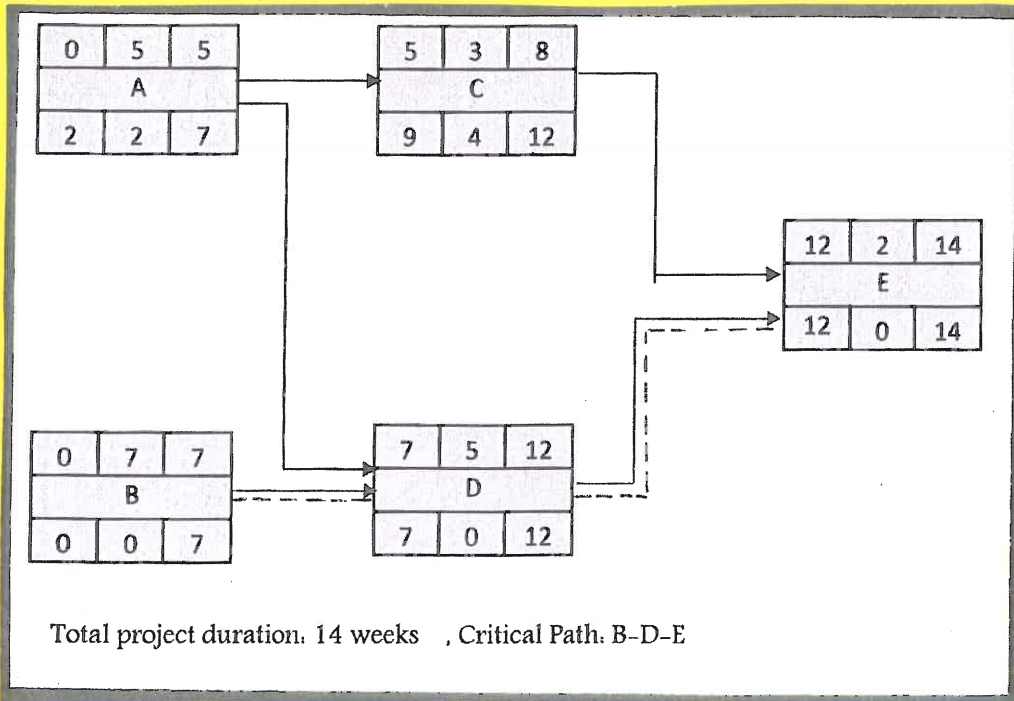 0 5 5
A
2 2 7
5 3 8
C
9 4 12
12 2 14
E
12 0 14
0 7 7
B
0 0 7
7 5 12
D
7 0 12
Total project duration: 14 weeks , Critical Path: B-D-E